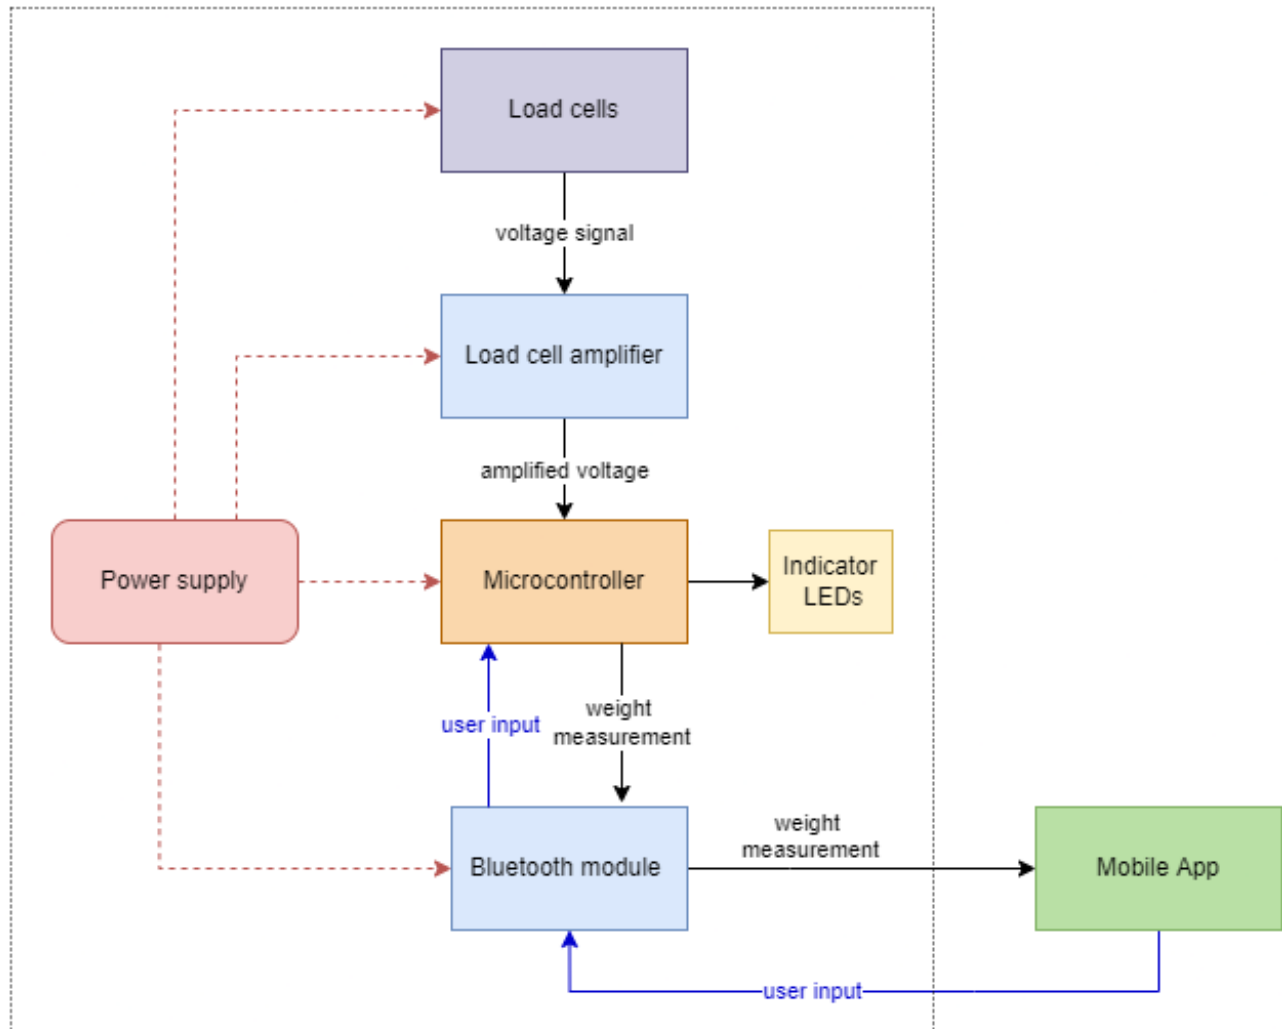 Load cells
voltage signal
Load cell amplifier
amplified voltage
Power supply
Microcontroller
Indicator
LEDs
user input
weight
measurement
Bluetooth module
weight
measurement
Mobile App
user input